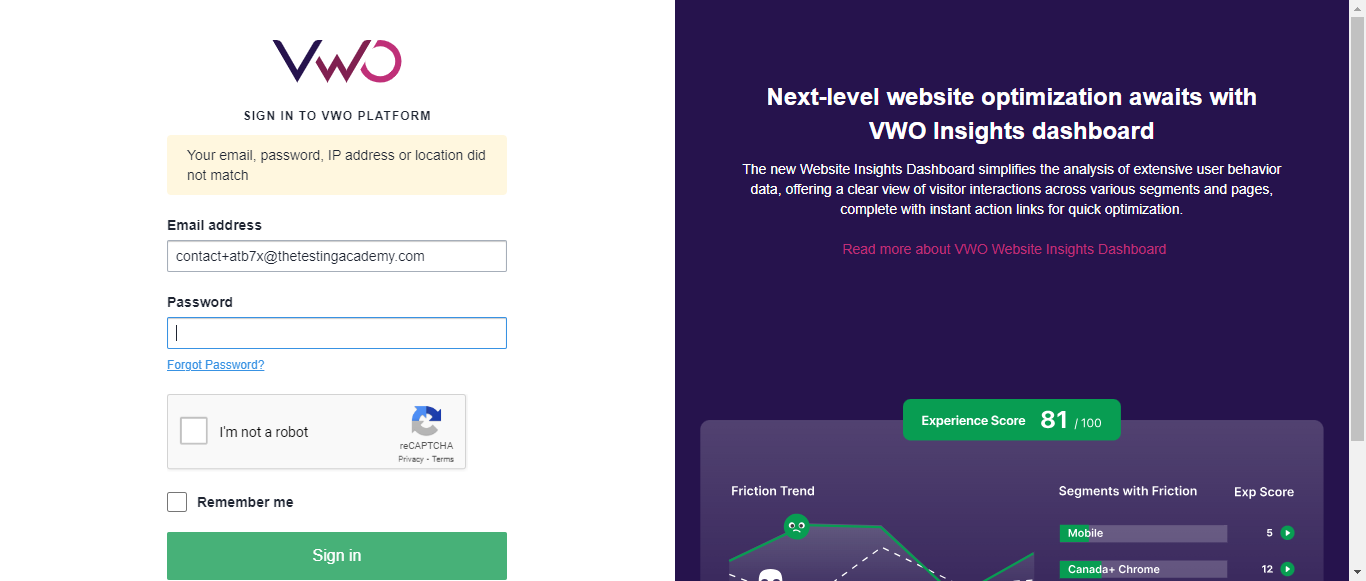 VWO
SIGN IN TO VWO PLATFORM
Your email, password, IP address or location did
not match
Email address
contact+atb7x@thetestingacademy.com
Password
Forgot Password?
I'm not a robot
reCAPTCHA
Privacy - Terms
Remember me
Sign in
Next-level website optimization awaits with
VWO Insights dashboard
The new Website Insights Dashboard simplifies the analysis of extensive user behavior
data, offering a clear view of visitor interactions across various segments and pages,
complete with instant action links for quick optimization.
Read more about VWO Website Insights Dashboard
Experience Score 81 / 100
Friction Trend
Segments with Friction Exp Score
Mobile 5
Canada+ Chrome 12